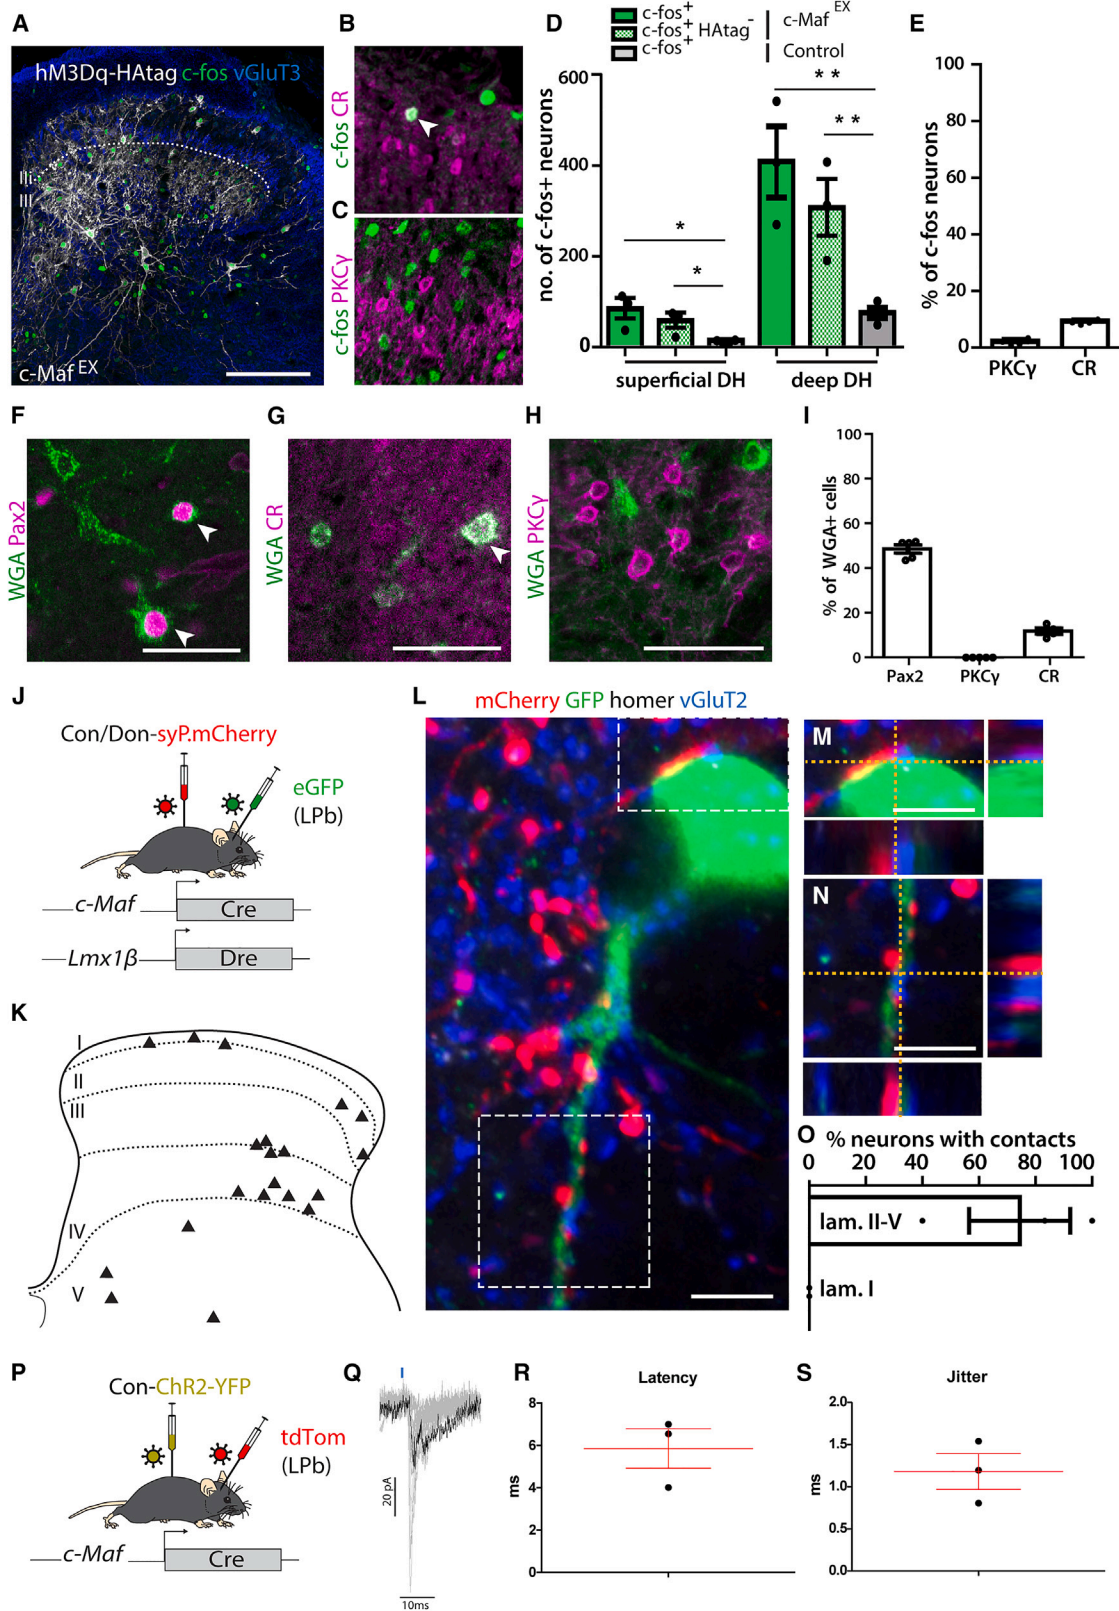 A
hM3Dq-HAtag c-fos vGluT3
IIi
III
c-Maf EX
B
c-fos CR
C
c-fos PKCγ
D
c-fos+
c-fos+ HAtag-
c-fos+
c-Maf EX
Control
no. of c-fos+ neurons
600
400
200
0
* *
* *
*
*
superficial DH
deep DH
E
% of c-fos neurons
100
80
60
40
20
0
PKCγ
CR
F
WGA Pax2
G
WGA CR
H
WGA PKCγ
I
% of WGA+ cells
100
80
60
40
20
0
Pax2
PKCγ
CR
J
Con/Don-syP.mCherry
eGFP
(LPb)
c-Maf
Cre
Lmx1β
Dre
K
I
II
III
IV
V
L
mCherry GFP homer vGluT2
M
N
O
% neurons with contacts
0 20 40 60 80 100
lam. II-V
lam. I
P
Con-ChR2-YFP
tdTom
(LPb)
c-Maf
Cre
Q
20 pA
10ms
R
Latency
ms
8
6
4
2
0
S
Jitter
ms
2.0
1.5
1.0
0.5
0.0